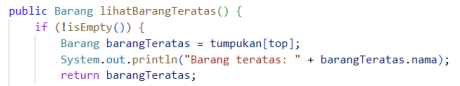 public Barang lihatBarangTeratas() {
    if (!isEmpty()) {
        Barang barangTeratas = tumpukan[top];
        System.out.println("Barang teratas: " + barangTeratas.nama);
        return barangTeratas;